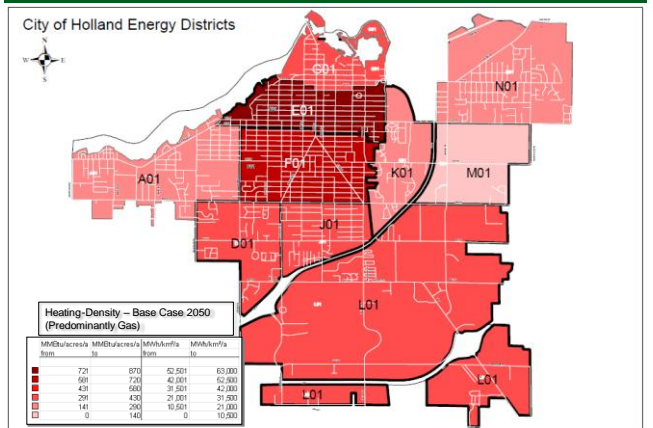 City of Holland Energy Districts
N
W E
S
G01
N01
E01
F01
K01
M01
A01
J01
D01
L01
L01
L01
Heating-Density – Base Case 2050
(Predominantly Gas)
MMBtu/acres/a MMBtu/acres/a MWh/km²/a MWh/km²/a
from to from to
721 870 52,501 63,000
581 720 42,001 52,500
431 580 31,501 42,000
291 430 21,001 31,500
141 290 10,501 21,000
0 140 0 10,500